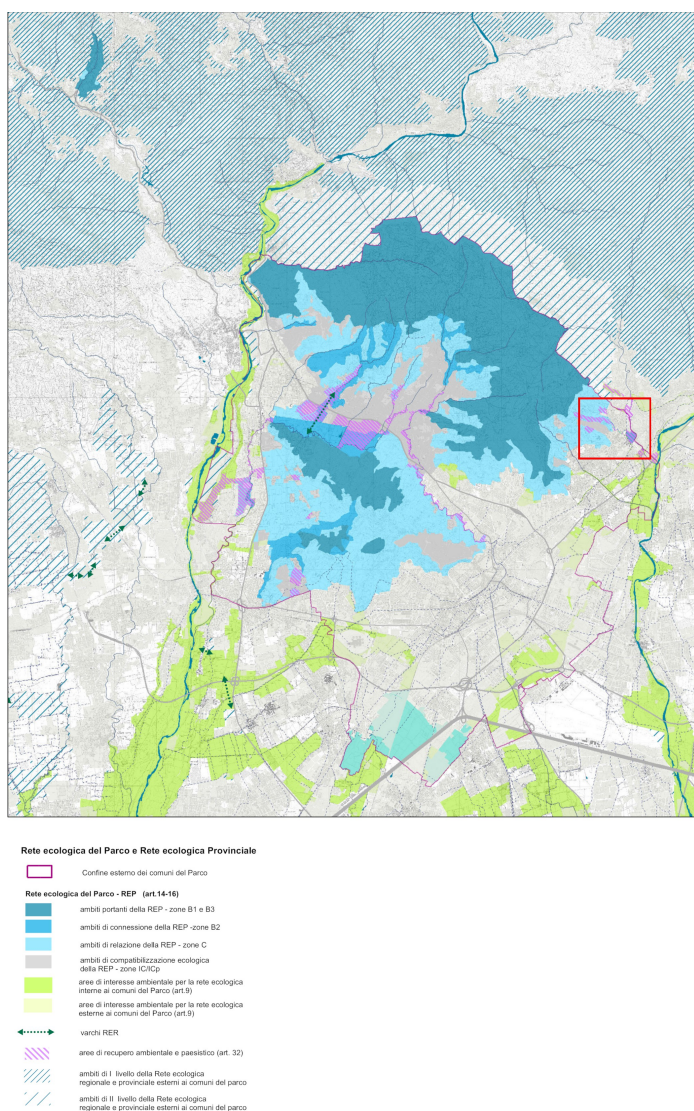 Rete ecologica del Parco e Rete ecologica Provinciale
Confine esterno dei comuni del Parco
Rete ecologica del Parco - REP (art.14-16)
ambiti portanti della REP - zone B1 e B3
ambiti di connessione della REP -zone B2
ambiti di relazione della REP - zone C
ambiti di compatibilizzazione ecologica
della REP - zone IC/ICp
aree di interesse ambientale per la rete ecologica
interne ai comuni del Parco (art.9)
aree di interesse ambientale per la rete ecologica
esterne ai comuni del Parco (art.9)
varchi RER
aree di recupero ambientale e paesistico (art. 32)
ambiti di I livello della Rete ecologica
regionale e provinciale esterni ai comuni del parco
ambiti di II livello della Rete ecologica
regionale e provinciale esterni ai comuni del parco